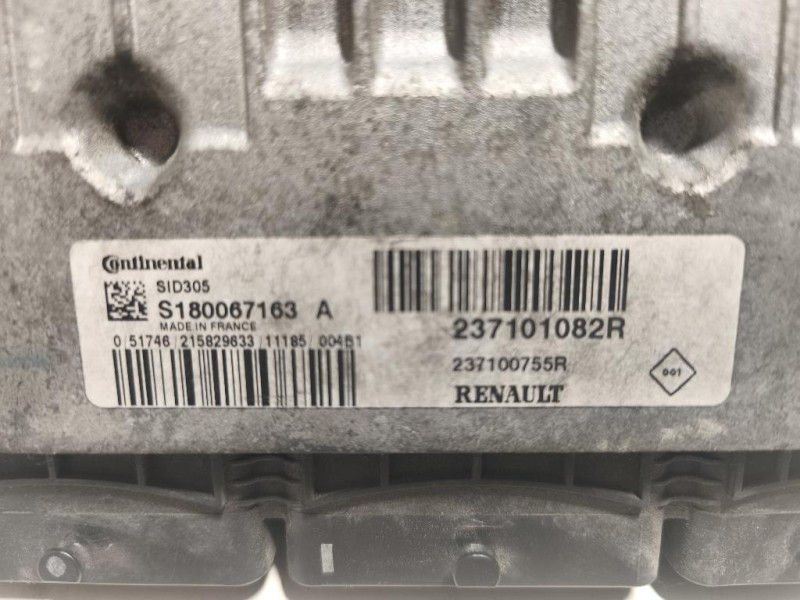 Continental
SID305
S180067163 A
MADE IN FRANCE
0 51746 215829633 11185 004B1
237101082R
237100755R
001
RENAULT